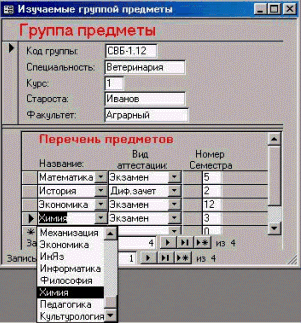 Изучаемые группой предметы
Группа предметы
Код группы: СВБ-1.12
Специальность: Ветеринария
Курс: 1
Староста: Иванов
Факультет: Аграрный
Перечень предметов
Название: Вид аттестации: Номер Семестра
Математика Экзамен 5
История Диф.зачет 2
Экономика Экзамен 12
Химия Экзамен 3
0
Механизация
Экономика
ИнЯз
Информатика
Философия
Химия
Педагогика
Культурология
За 4 из 4
Запись 1 из 4